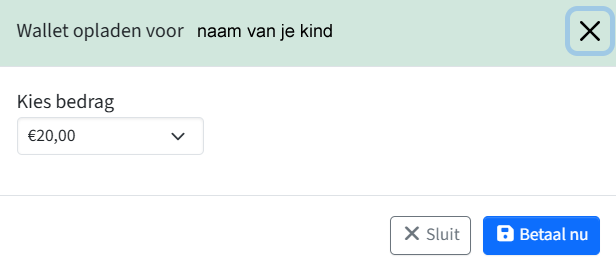 Wallet opladen voor naam van je kind
Kies bedrag
€20,00
Sluit
Betaal nu